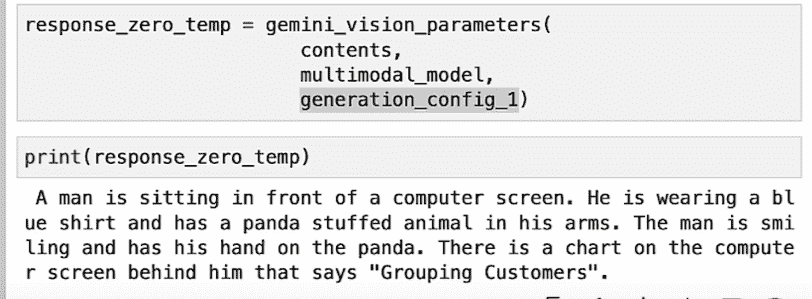 response_zero_temp = gemini_vision_parameters(
contents,
multimodal_model,
generation_config_1)
print(response_zero_temp)
A man is sitting in front of a computer screen. He is wearing a bl
ue shirt and has a panda stuffed animal in his arms. The man is smi
ling and has his hand on the panda. There is a chart on the compute
r screen behind him that says "Grouping Customers".